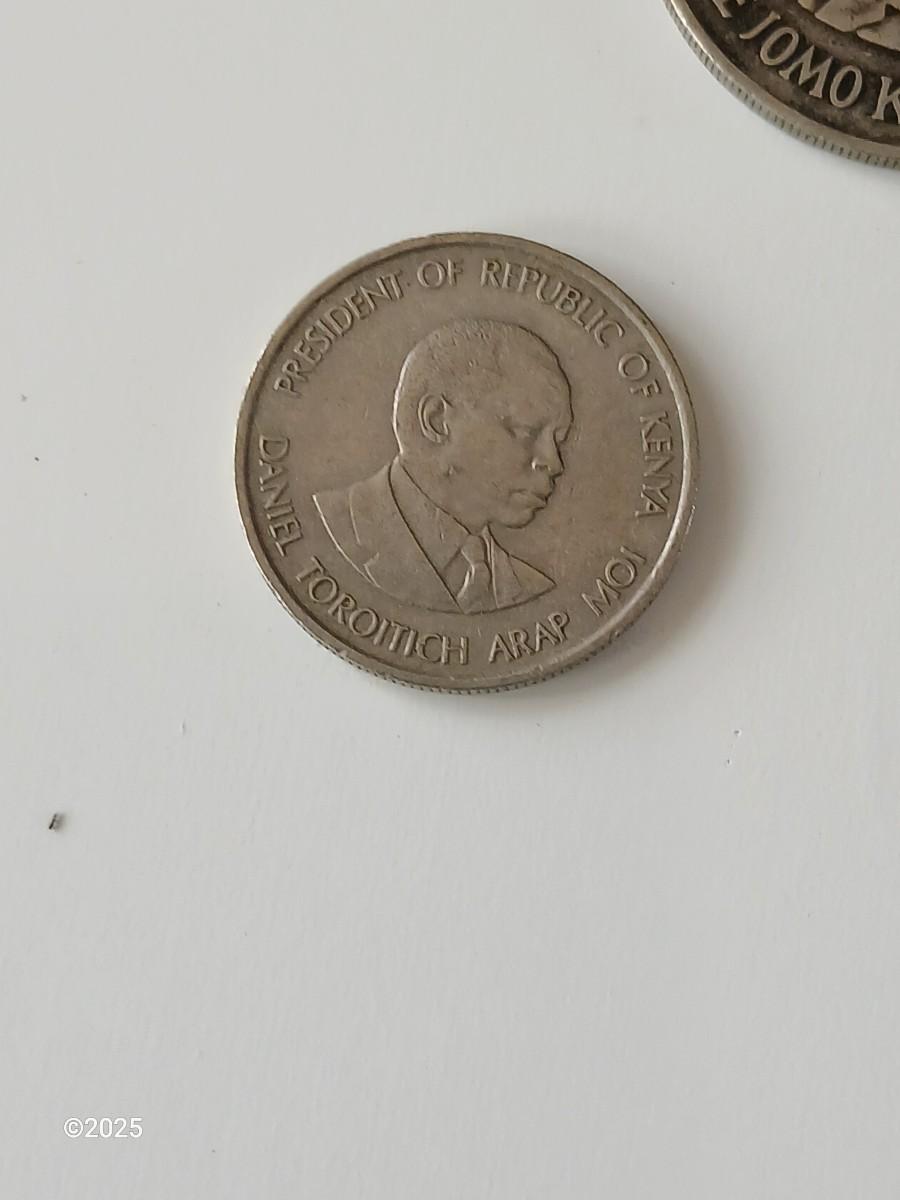 E JOMO K
PRESIDENT OF REPUBLIC OF KENYA
DANIEL TOROITICH ARAP MOI
©2025